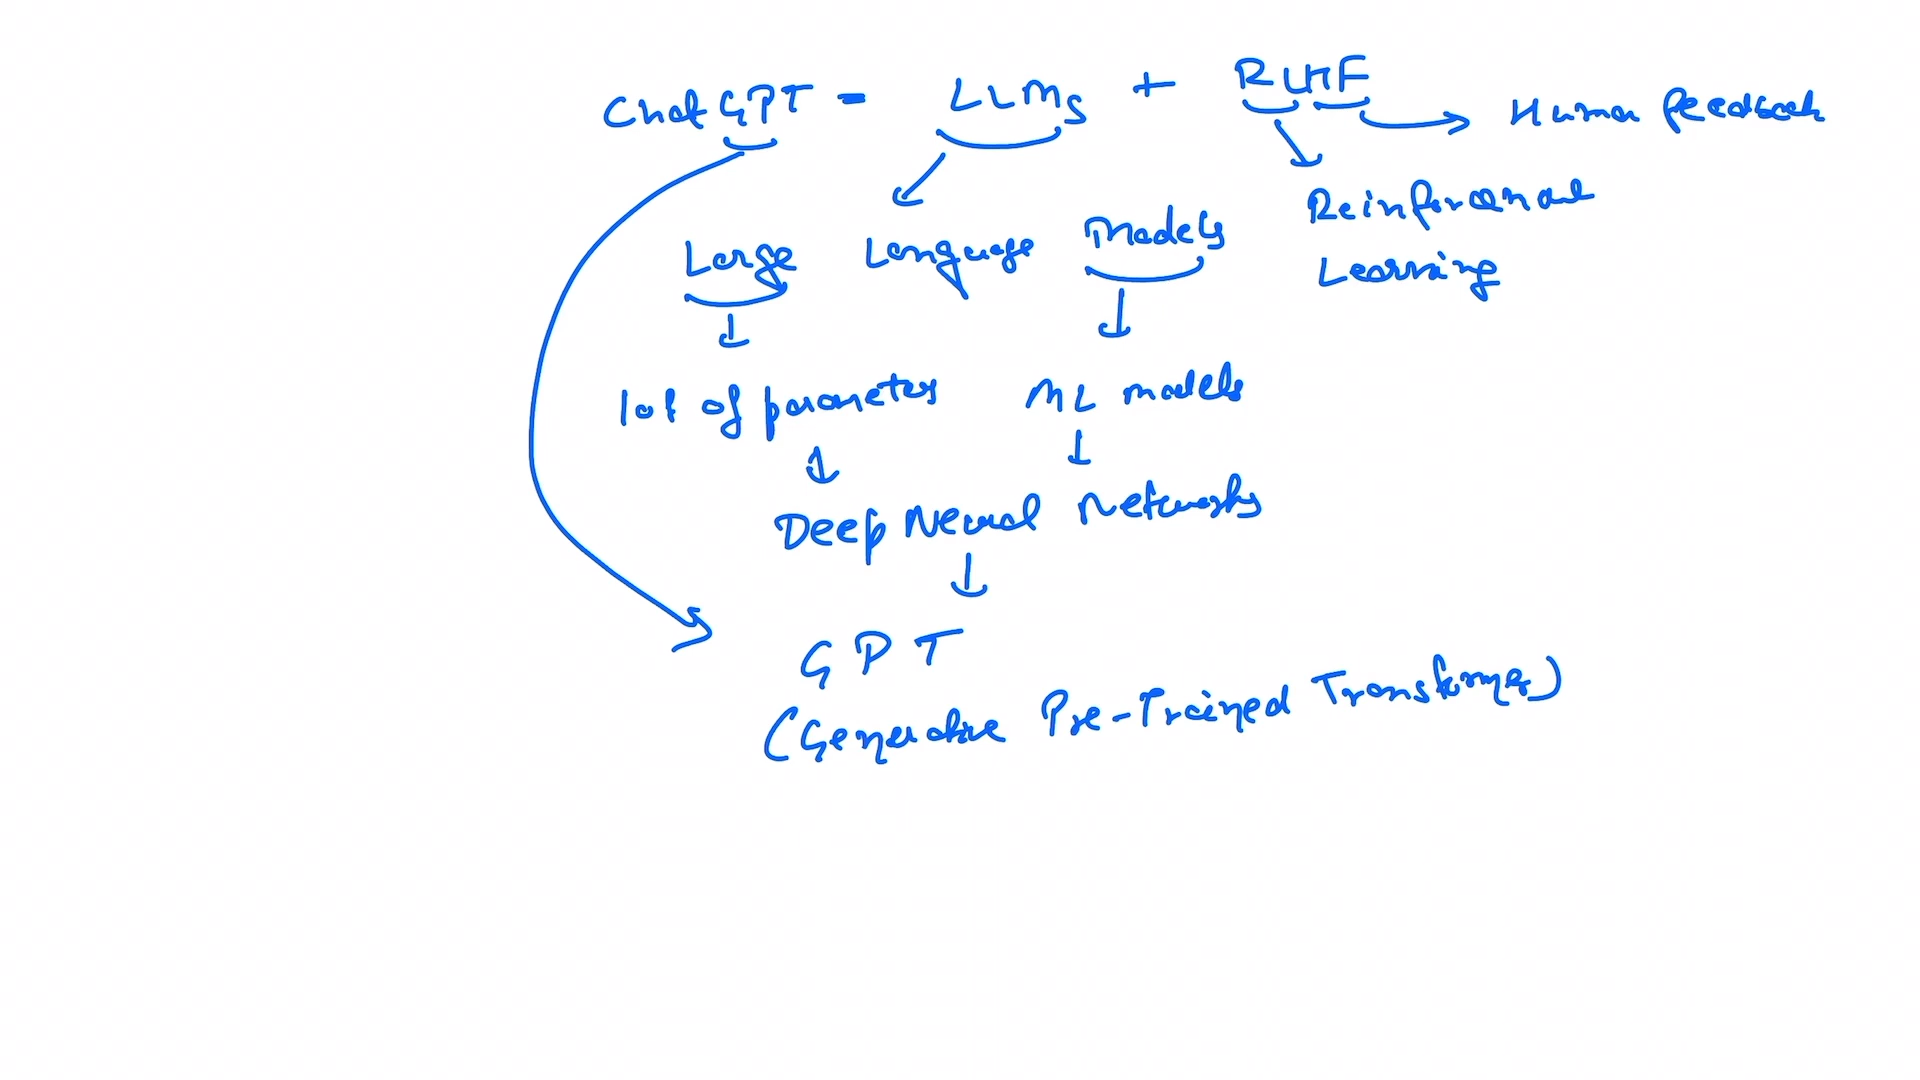 ChatGPT = LLMs + RLHF → Human feedback
Large Language Models
Reinforcement
Learning
lot of parameters
ML models
Deep Neural Networks
GPT
(Generative Pre-Trained Transformer)